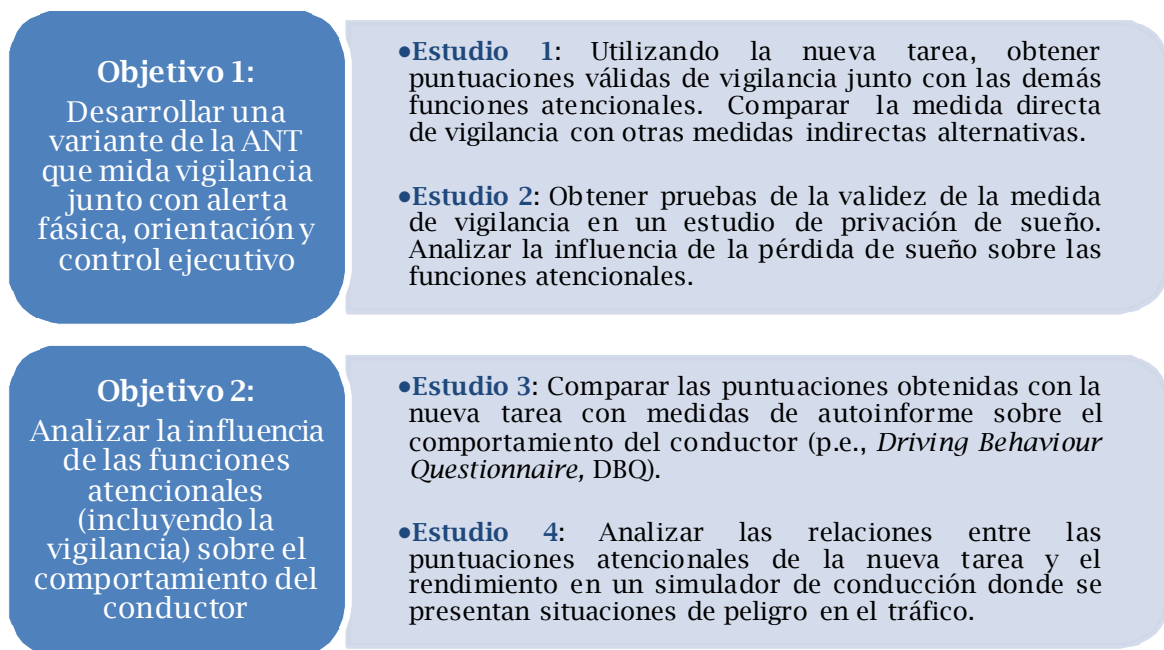 Objetivo 1:
Desarrollar una
variante de la ANT
que mida vigilancia
junto con alerta
fásica, orientación y
control ejecutivo
•Estudio 1: Utilizando la nueva tarea, obtener
puntuaciones válidas de vigilancia junto con las demás
funciones atencionales. Comparar la medida directa
de vigilancia con otras medidas indirectas alternativas.
•Estudio 2: Obtener pruebas de la validez de la medida
de vigilancia en un estudio de privación de sueño.
Analizar la influencia de la pérdida de sueño sobre las
funciones atencionales.
Objetivo 2:
Analizar la influencia
de las funciones
atencionales
(incluyendo la
vigilancia) sobre el
comportamiento del
conductor
•Estudio 3: Comparar las puntuaciones obtenidas con la
nueva tarea con medidas de autoinforme sobre el
comportamiento del conductor (p.e., Driving Behaviour
Questionnaire, DBQ).
•Estudio 4: Analizar las relaciones entre las
puntuaciones atencionales de la nueva tarea y el
rendimiento en un simulador de conducción donde se
presentan situaciones de peligro en el tráfico.